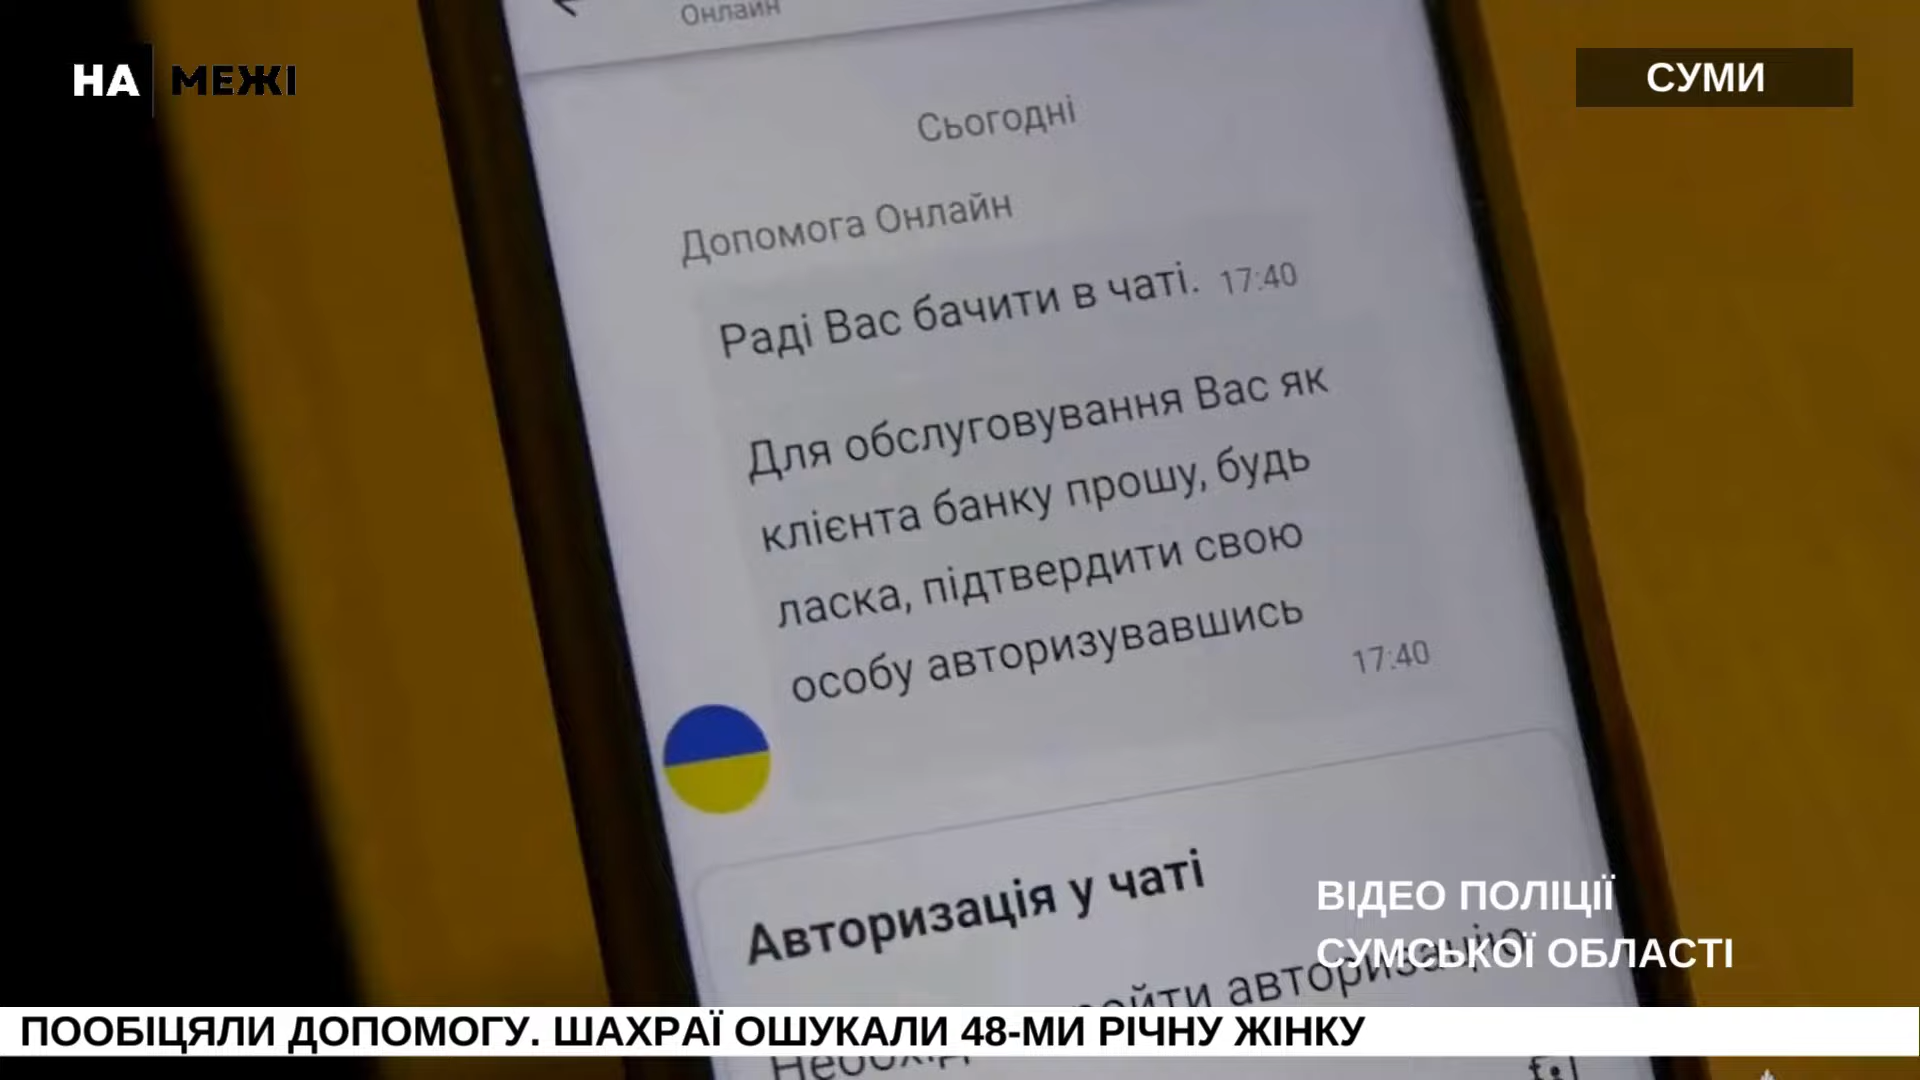 НА МЕЖІ
СУМИ
Онлайн
Сьогодні
Допомога Онлайн
Раді Вас бачити в чаті. 17:40
Для обслуговування Вас як
клієнта банку прошу, будь
ласка, підтвердити свою
особу авторизувавшись
17:40
Авторизація у чаті
авторизацію
ВІДЕО ПОЛІЦІЇ
СУМСЬКОЇ ОБЛАСТІ
ПООБІЦЯЛИ ДОПОМОГУ. ШАХРАЇ ОШУКАЛИ 48-МИ РІЧНУ ЖІНКУ